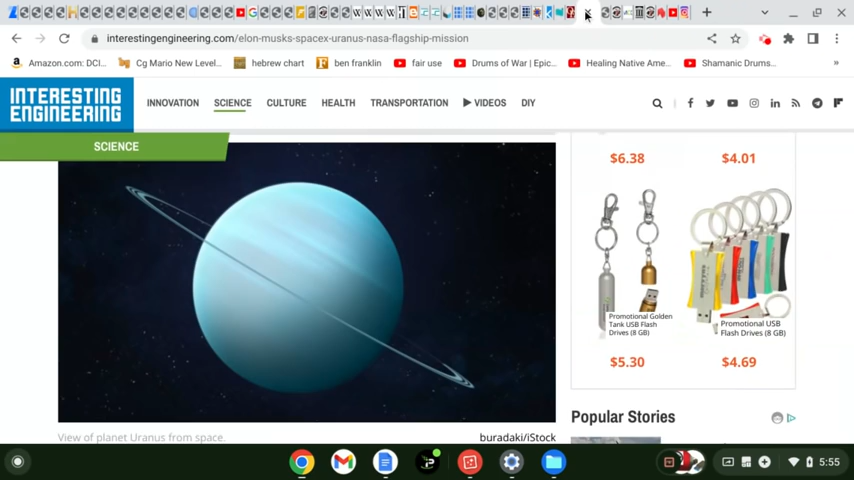 interestingengineering.com/elon-musks-spacex-uranus-nasa-flagship-mission
Amazon.com: DCI...
Cg Mario New Level...
hebrew chart
ben franklin
fair use
Drums of War | Epic...
Healing Native Ame...
Shamanic Drums...
»
INTERESTING
ENGINEERING
INNOVATION
SCIENCE
CULTURE
HEALTH
TRANSPORTATION
VIDEOS
DIY
SCIENCE
$6.38
$4.01
Promotional Golden
Tank USB Flash
Drives (8 GB)
Promotional USB
Flash Drives (8 GB)
$5.30
$4.69
Popular Stories
View of planet Uranus from space.
buradaki/iStock
5:55